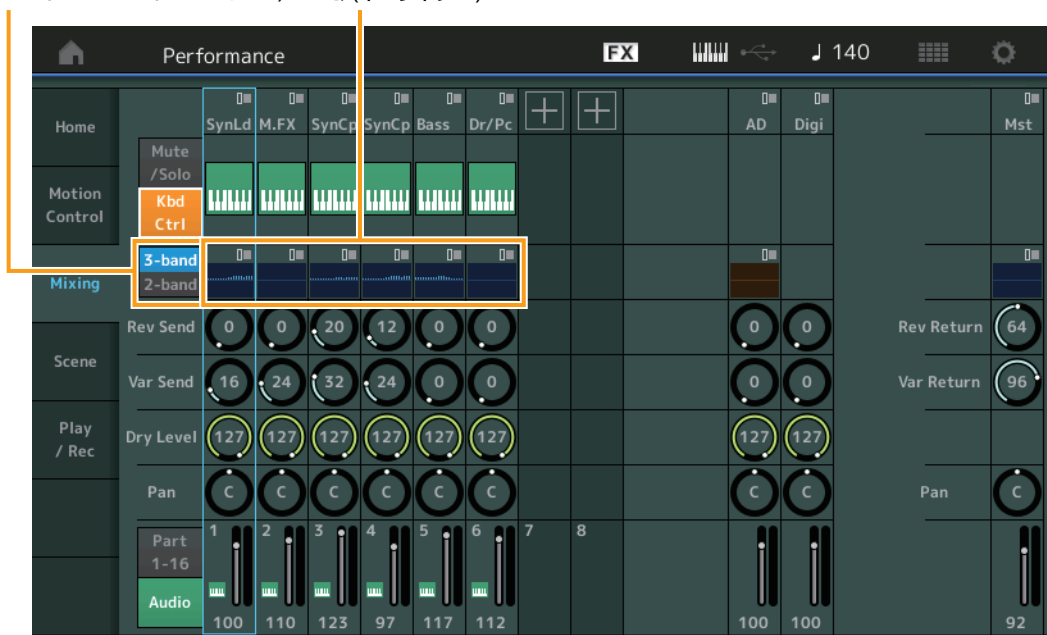 Performance FX 140
SynLd M.FX SynCp SynCp Bass Dr/Pc AD Digi Mst
Home
Mute
/Solo
Motion
Control
Kbd
Ctrl
3-band
2-band
Mixing
Rev Send 0 0 20 12 0 0 0 0 Rev Return 64
Scene
Var Send 16 24 32 24 0 0 0 0 Var Return 96
Play
/ Rec
Dry Level 127 127 127 127 127 127 127 127
Pan C C C C C C C C Pan C
1 2 3 4 5 6 7 8
Part
1-16
Audio
100 110 123 97 117 112 100 100 92